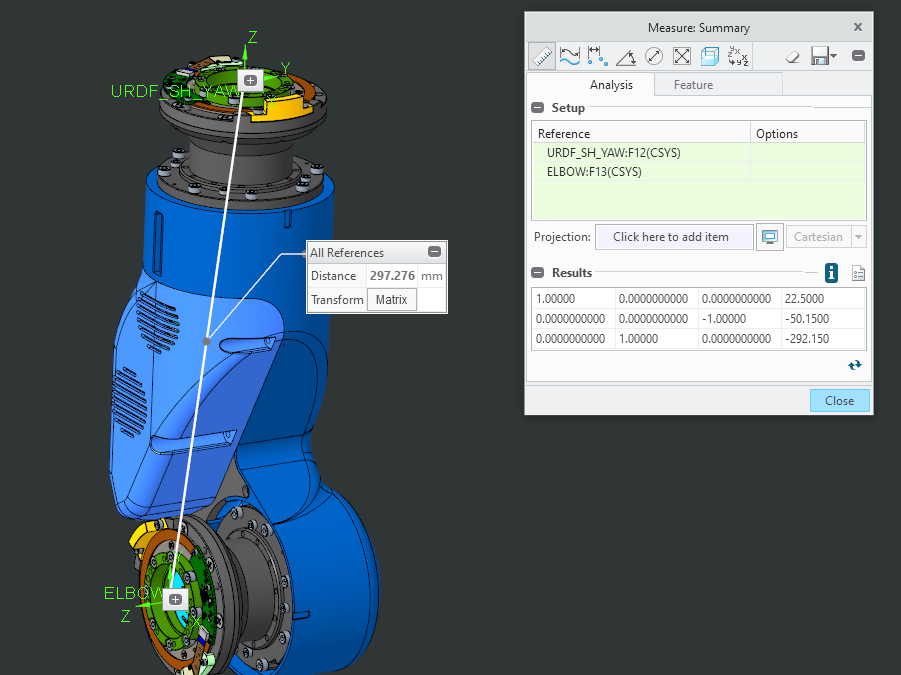 Z
Y
URDF_SH_YAW
All References
Distance 297.276 mm
Transform Matrix
ELBOW
Z
X
Measure: Summary
Analysis Feature
Setup
Reference Options
URDF_SH_YAW:F12(CSYS)
ELBOW:F13(CSYS)
Projection: Click here to add item Cartesian
Results
1.00000 0.0000000000 0.0000000000 22.5000
0.0000000000 0.0000000000 -1.00000 -50.1500
0.0000000000 1.00000 0.0000000000 -292.150
Close